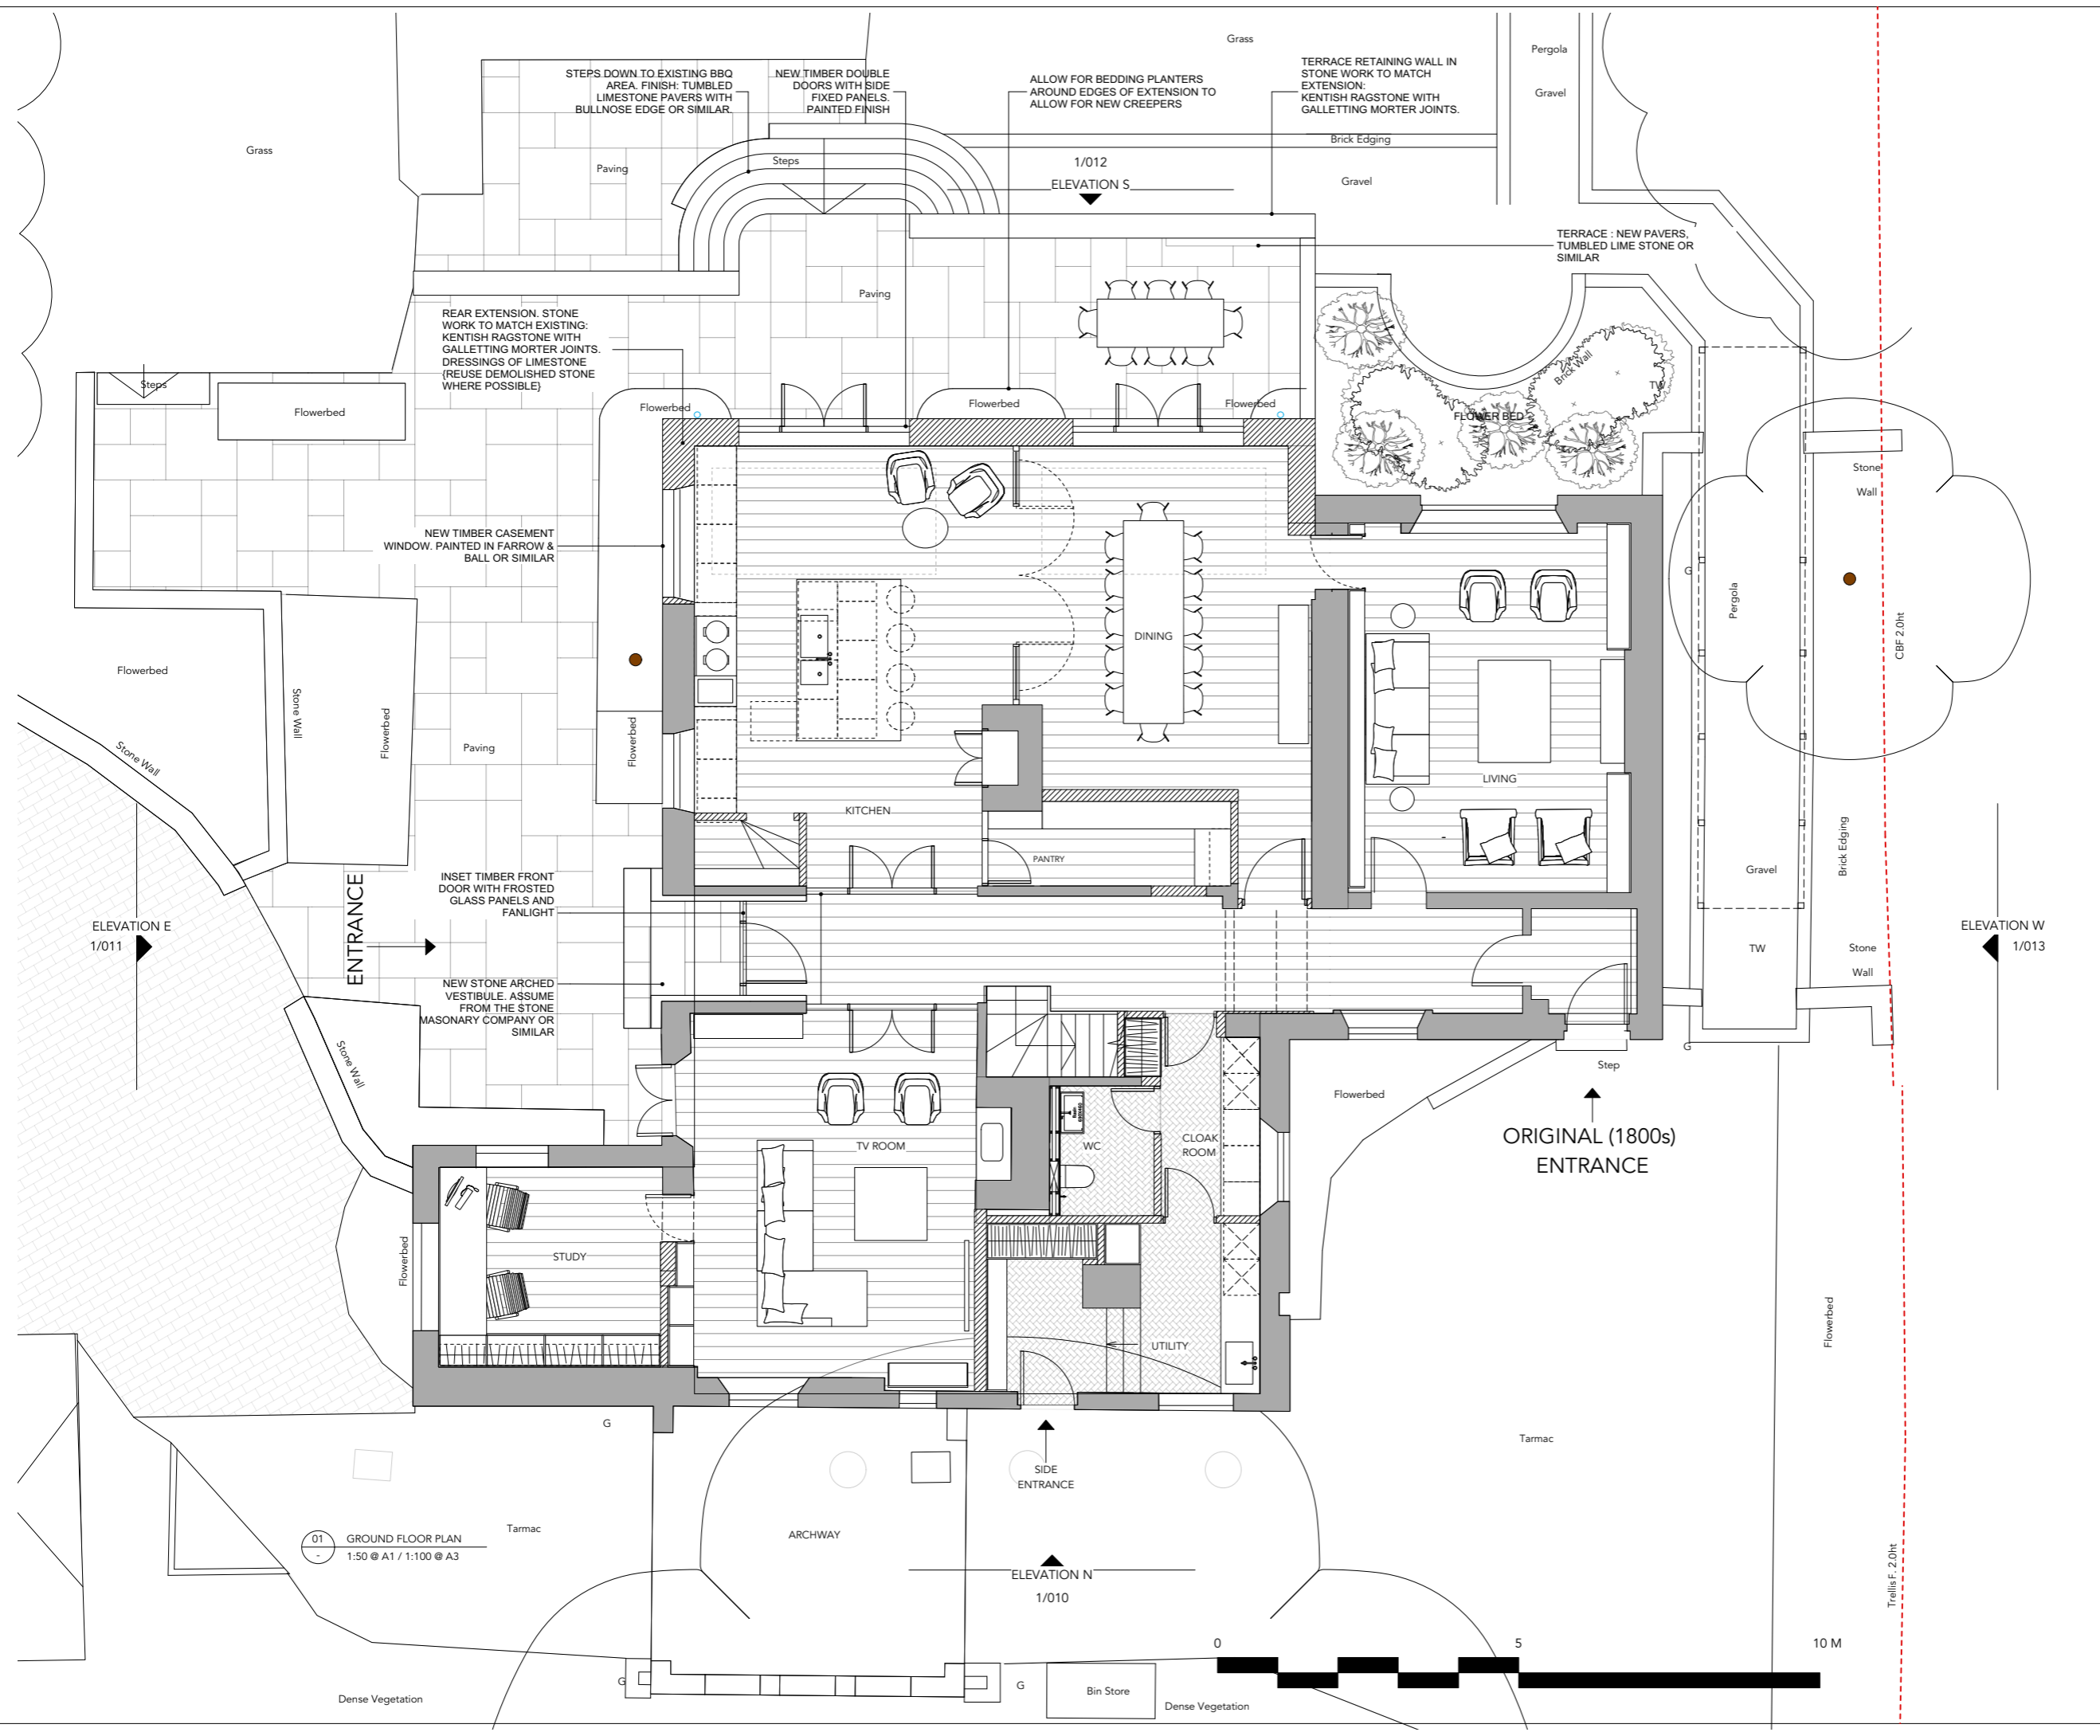 Grass
Pergola
Gravel
STEPS DOWN TO EXISTING BBQ
AREA. FINISH: TUMBLED
LIMESTONE PAVERS WITH
BULLNOSE EDGE OR SIMILAR.
NEW TIMBER DOUBLE
DOORS WITH SIDE
FIXED PANELS.
PAINTED FINISH
ALLOW FOR BEDDING PLANTERS
AROUND EDGES OF EXTENSION TO
ALLOW FOR NEW CREEPERS
TERRACE RETAINING WALL IN
STONE WORK TO MATCH
EXTENSION:
KENTISH RAGSTONE WITH
GALLETTING MORTER JOINTS.
Grass
Paving
Steps
1/012
ELEVATION S
Brick Edging
Gravel
TERRACE : NEW PAVERS,
TUMBLED LIME STONE OR
SIMILAR
Paving
REAR EXTENSION. STONE
WORK TO MATCH EXISTING:
KENTISH RAGSTONE WITH
GALLETTING MORTER JOINTS.
DRESSINGS OF LIMESTONE
{REUSE DEMOLISHED STONE
WHERE POSSIBLE}
Steps
Flowerbed
Flowerbed
Flowerbed
Flowerbed
Brick Wall
TW
FLOWER BED
Stone
Wall
NEW TIMBER CASEMENT
WINDOW. PAINTED IN FARROW &
BALL OR SIMILAR
G
Pergola
CBF 2.0ht
DINING
Flowerbed
Stone Wall
Flowerbed
Paving
Flowerbed
Stone Wall
LIVING
KITCHEN
PANTRY
Brick Edging
Gravel
INSET TIMBER FRONT
DOOR WITH FROSTED
GLASS PANELS AND
FANLIGHT
ENTRANCE
ELEVATION E
1/011
ELEVATION W
1/013
TW
Stone
Wall
NEW STONE ARCHED
VESTIBULE. ASSUME
FROM THE STONE
MASONARY COMPANY OR
SIMILAR
Stone Wall
G
Step
Flowerbed
TV ROOM
WC
CLOAK
ROOM
ORIGINAL (1800s)
ENTRANCE
STUDY
Flowerbed
UTILITY
Flowerbed
G
SIDE
ENTRANCE
Tarmac
Tarmac
ARCHWAY
01
-
GROUND FLOOR PLAN
1:50 @ A1 / 1:100 @ A3
ELEVATION N
1/010
Trellis F. 2.0ht
0 5 10 M
G
G
Bin Store
Dense Vegetation
Dense Vegetation